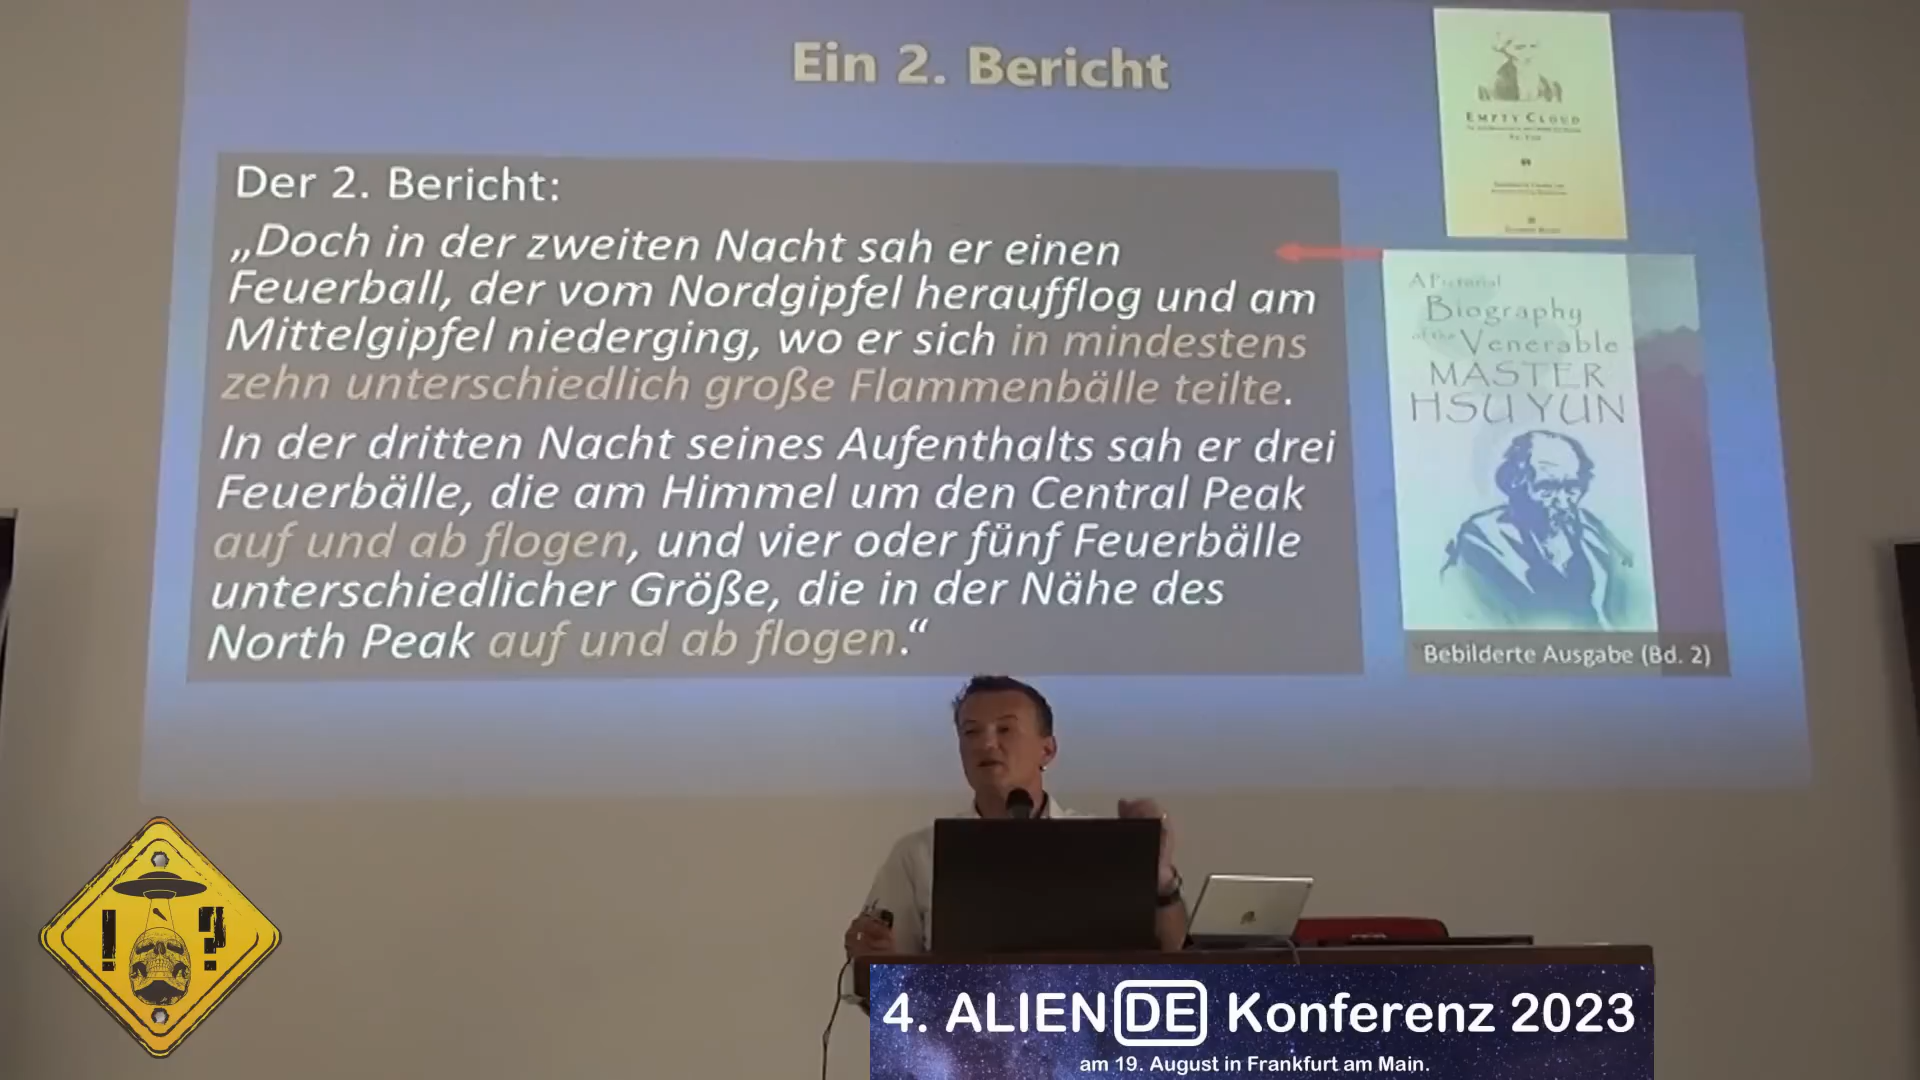 Ein 2. Bericht
Der 2. Bericht:
„Doch in der zweiten Nacht sah er einen
Feuerball, der vom Nordgipfel heraufflog und am
Mittelgipfel niederging, wo er sich in mindestens
zehn unterschiedlich große Flammenbälle teilte.
In der dritten Nacht seines Aufenthalts sah er drei
Feuerbälle, die am Himmel um den Central Peak
auf und ab flogen, und vier oder fünf Feuerbälle
unterschiedlicher Größe, die in der Nähe des
North Peak auf und ab flogen.“
EMPTY CLOUD
A Pictorial
Biography
of the Venerable
MASTER
HSU YUN
Bebilderte Ausgabe (Bd. 2)
! ?
4. ALIEN DE Konferenz 2023
am 19. August in Frankfurt am Main.